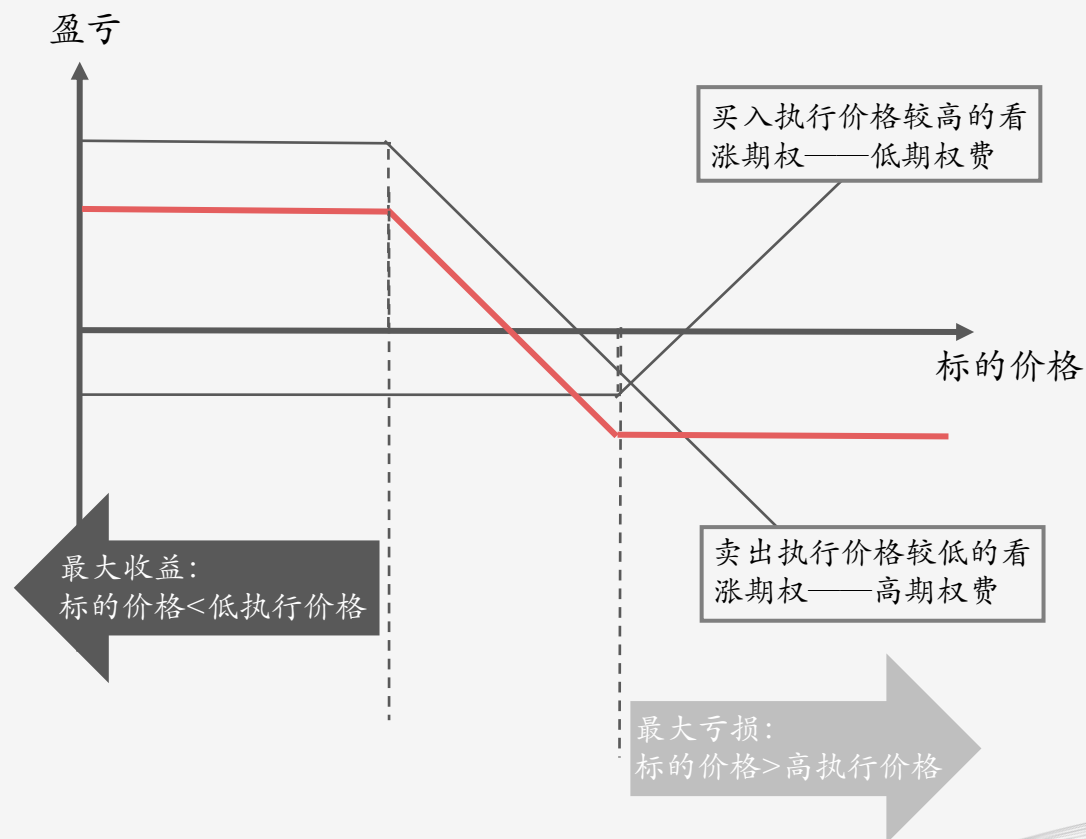 盈亏
买入执行价格较高的看
涨期权——低期权费
标的价格
卖出执行价格较低的看
涨期权——高期权费
最大收益:
标的价格<低执行价格
最大亏损:
标的价格>高执行价格